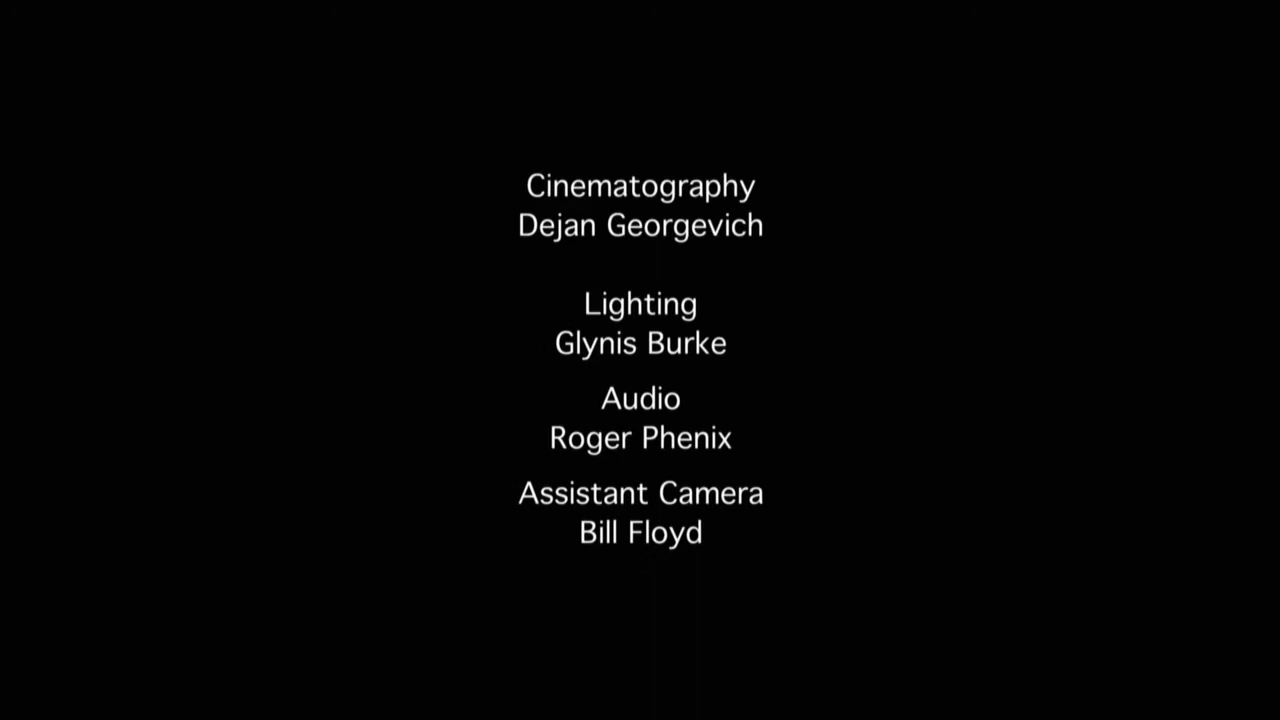 Cinematography
Dejan Georgevich
Lighting
Glynis Burke
Audio
Roger Phenix
Assistant Camera
Bill Floyd